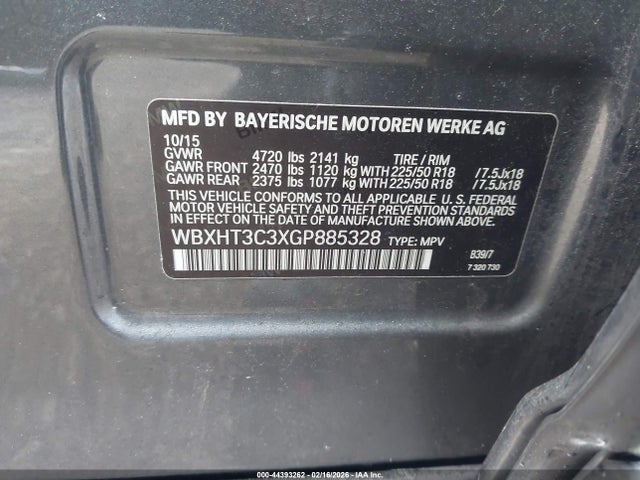 MFD BY BAYERISCHE MOTOREN WERKE AG
10/15
GVWR 4720 lbs 2141 kg TIRE / RIM
GAWR FRONT 2470 lbs 1120 kg WITH 225/50 R18 /7.5Jx18
GAWR REAR 2375 lbs 1077 kg WITH 225/50 R18 /7.5Jx18
THIS VEHICLE CONFORMS TO ALL APPLICABLE U. S. FEDERAL
MOTOR VEHICLE SAFETY, BUMPER, AND THEFT PREVENTION
STANDARDS IN EFFECT ON THE DATE OF MANUFACTURE SHOWN ABOVE.
WBXHT3C3XGP885328 TYPE: MPV
B39/7
7 320 730
000 - 44393262 - 02/16/2026 - IAA Inc.